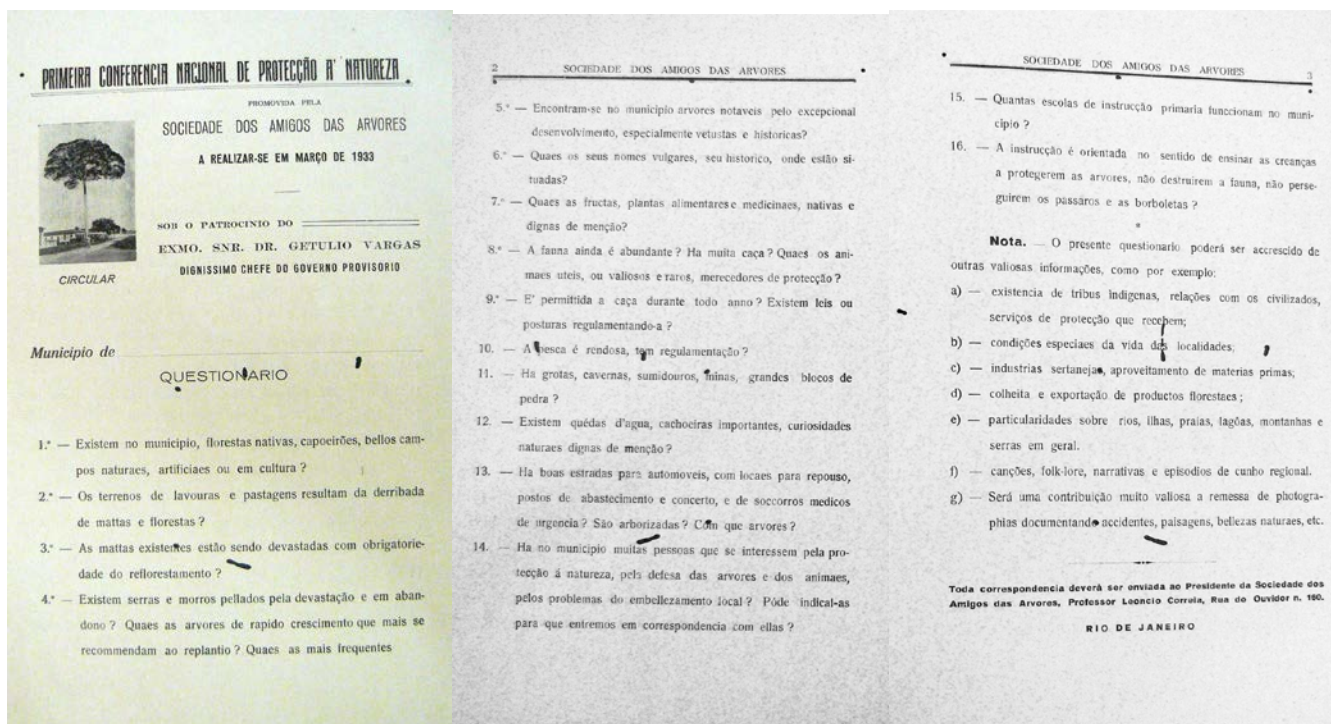 PRIMEIRA CONFERENCIA NACIONAL DE PROTECÇÃO A' NATUREZA
PROMOVIDA PELA
SOCIEDADE DOS AMIGOS DAS ARVORES
A REALIZAR-SE EM MARÇO DE 1933
SOB O PATROCINIO DO
EXMO. SNR. DR. GETULIO VARGAS
DIGNISSIMO CHEFE DO GOVERNO PROVISORIO
CIRCULAR
Municipio de
QUESTIONARIO
1.º — Existem no municipio, florestas nativas, capoeirões, bellos cam-
pos naturaes, artificiaes ou em cultura ?
2.º — Os terrenos de lavouras e pastagens resultam da derribada
de mattas e florestas ?
3.º — As mattas existentes estão sendo devastadas com obrigatorie-
dade do reflorestamento ?
4.º — Existem serras e morros pellados pela devastação e em aban-
dono ? Quaes as arvores de rapido crescimento que mais se
recommendam ao replantio ? Quaes as mais frequentes
2 SOCIEDADE DOS AMIGOS DAS ARVORES
5.º — Encontram-se no municipio arvores notaveis pelo excepcional
desenvolvimento, especialmente vetustas e historicas?
6.º — Quaes os seus nomes vulgares, seu historico, onde estão si-
tuadas?
7.º — Quaes as fructas, plantas alimentares e medicinaes, nativas e
dignas de menção?
8.º — A fauna ainda é abundante ? Ha muita caça ? Quaes os ani-
maes uteis, ou valiosos e raros, merecedores de protecção ?
9.º — E' permittida a caça durante todo anno ? Existem leis ou
posturas regulamentando-a ?
10. — A pesca é rendosa, tem regulamentação ?
11. — Ha grotas, cavernas, sumidouros, minas, grandes blocos de
pedra ?
12. — Existem quédas d'agua, cachoeiras importantes, curiosidades
naturaes dignas de menção ?
13. — Ha boas estradas para automoveis, com locaes para repouso,
postos de abastecimento e concerto, e de soccorros medicos
de urgencia ? São arborizadas ? Com que arvores ?
14. — Ha no municipio muitas pessoas que se interessem pela pro-
tecção á natureza, pela defesa das arvores e dos animaes,
pelos problemas do embellezamento local ? Póde indical-as
para que entremos em correspondencia com ellas ?
SOCIEDADE DOS AMIGOS DAS ARVORES 3
15. — Quantas escolas de instrucção primaria funccionam no muni-
cipio ?
16. — A instrucção é orientada no sentido de ensinar as creanças
a protegerem as arvores, não destruirem a fauna, não perse-
guirem os passaros e as borboletas ?
Nota. — O presente questionario poderá ser accrescido de
outras valiosas informações, como por exemplo:
a) — existencia de tribus indigenas, relações com os civilizados,
serviços de protecção que recebem;
b) — condições especiaes da vida das localidades;
c) — industrias sertanejas, aproveitamento de materias primas;
d) — colheita e exportação de productos florestaes ;
e) — particularidades sobre rios, ilhas, praias, lagôas, montanhas e
serras em geral.
f) — canções, folk-lore, narrativas e episodios de cunho regional.
g) — Será uma contribuição muito valiosa a remessa de photogra-
phias documentando accidentes, paisagens, bellezas naturaes, etc.
Toda correspondencia deverá ser enviada ao Presidente da Sociedade dos
Amigos das Arvores, Professor Leoncio Correia, Rua do Ouvidor n. 160.
RIO DE JANEIRO